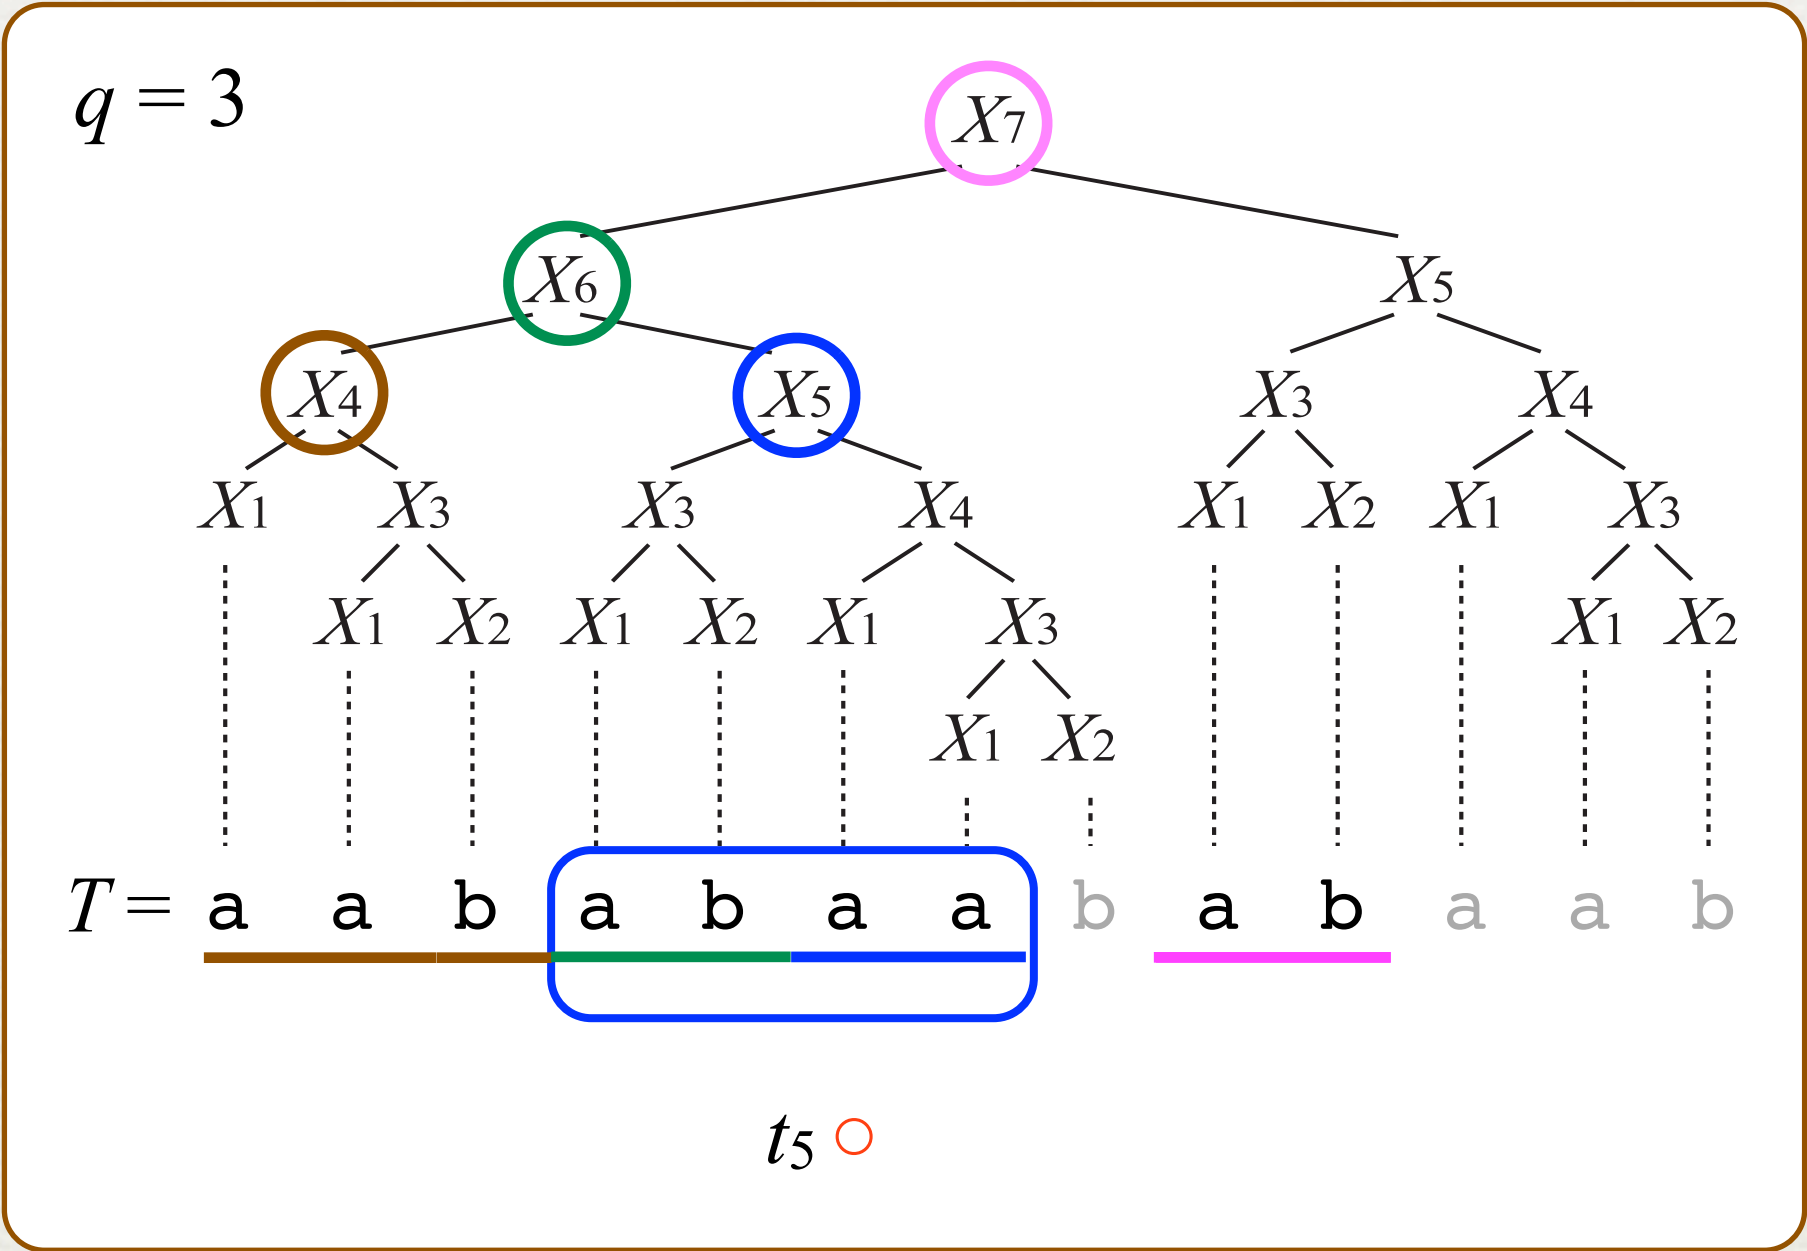 q = 3
X7
X6 X5
X4 X5 X3 X4
X1 X3 X3 X4 X1 X2 X1 X3
X1 X2 X1 X2 X1 X3 X1 X2
X1 X2
T = a a b a b a a b a b a a b
t5